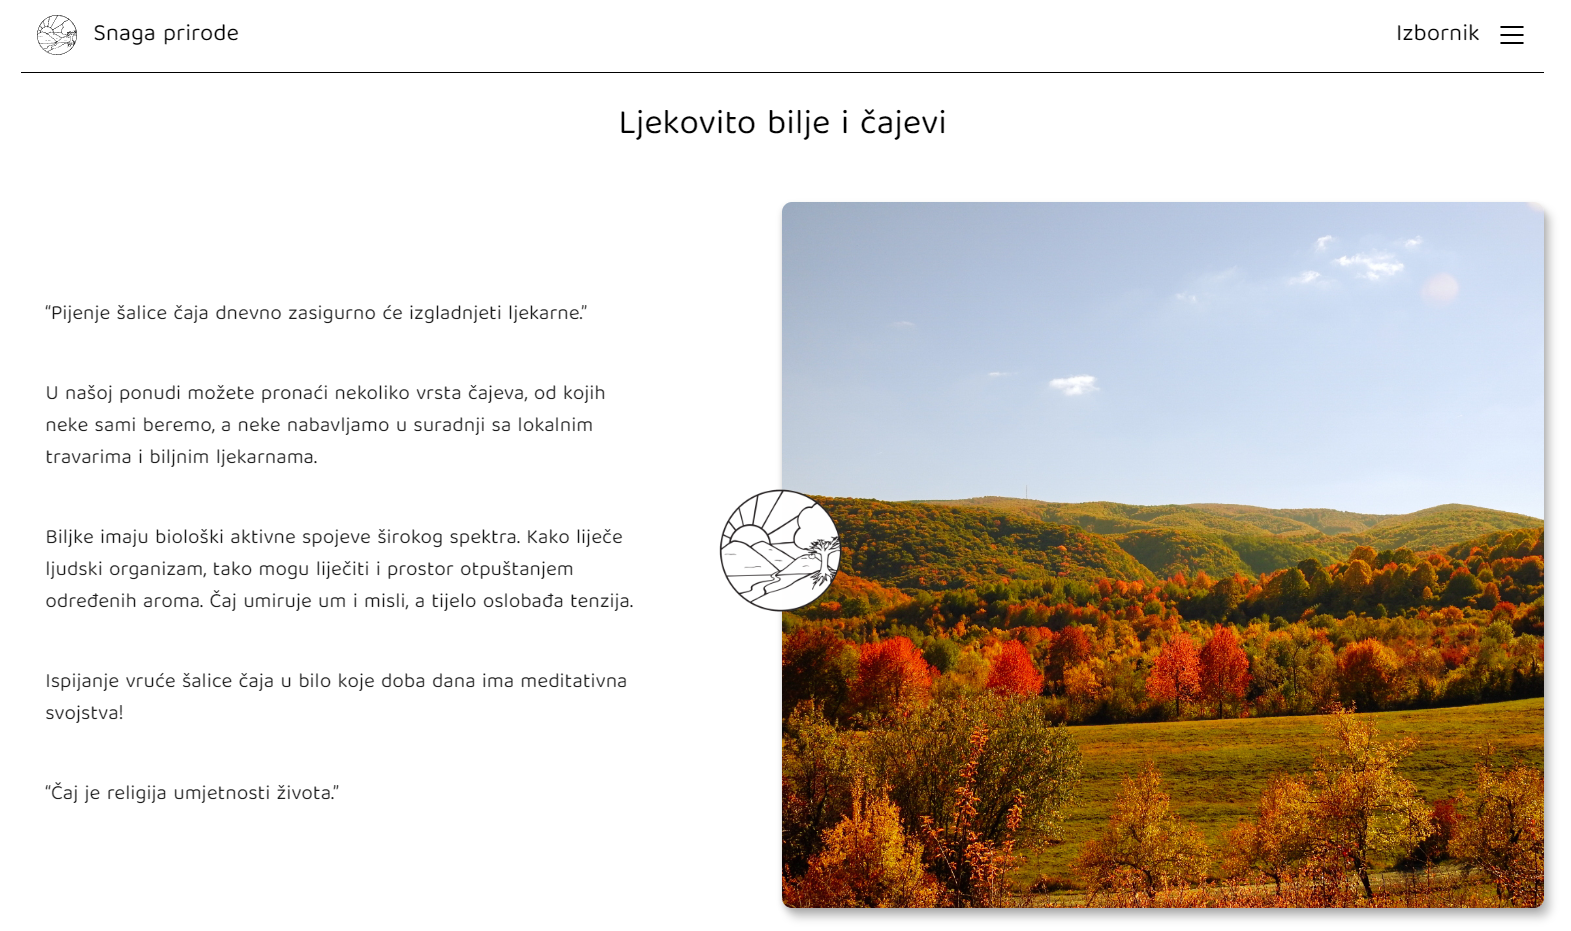 Snaga prirode
Izbornik
Ljekovito bilje i čajevi
“Pijenje šalice čaja dnevno zasigurno će izgladnjeti ljekarne.”
U našoj ponudi možete pronaći nekoliko vrsta čajeva, od kojih
neke sami beremo, a neke nabavljamo u suradnji sa lokalnim
travarima i biljnim ljekarnama.
Biljke imaju biološki aktivne spojeve širokog spektra. Kako liječe
ljudski organizam, tako mogu liječiti i prostor otpuštanjem
određenih aroma. Čaj umiruje um i misli, a tijelo oslobađa tenzija.
Ispijanje vruće šalice čaja u bilo koje doba dana ima meditativna
svojstva!
“Čaj je religija umjetnosti života.”